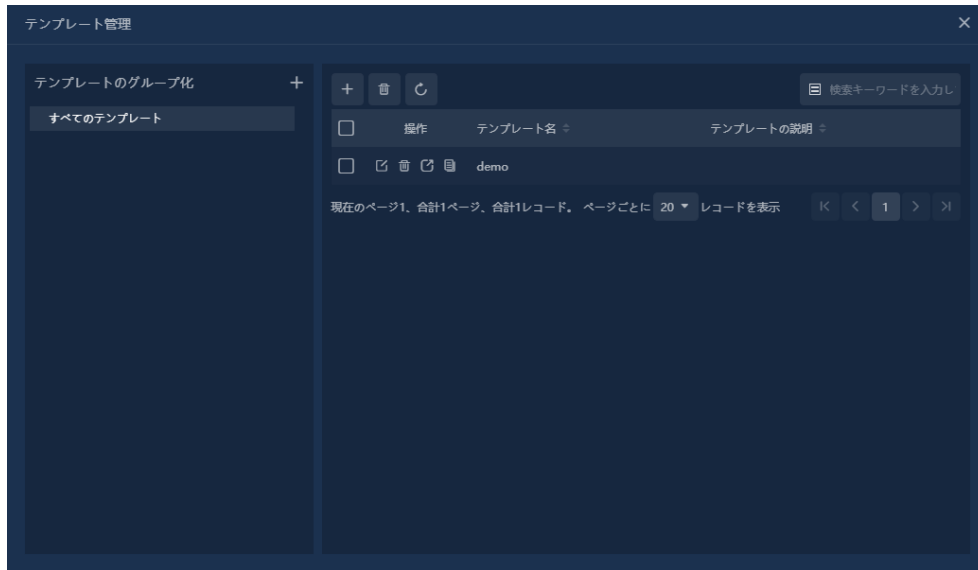 テンプレート管理
テンプレートのグループ化
すべてのテンプレート
検索キーワードを入力し
操作 テンプレート名 テンプレートの説明
demo
現在のページ1、合計1ページ、合計1レコード。 ページごとに 20 レコードを表示 1